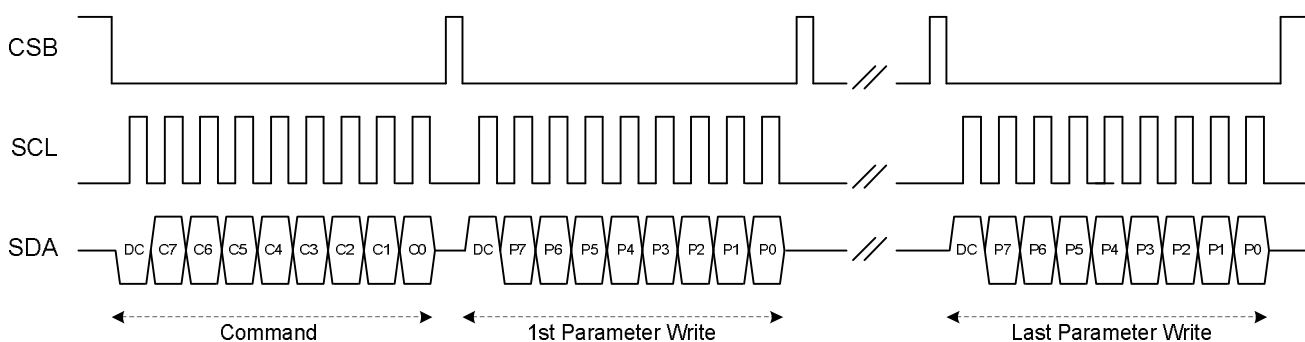 CSB
SCL
SDA DC C7 C6 C5 C4 C3 C2 C1 C0 DC P7 P6 P5 P4 P3 P2 P1 P0 DC P7 P6 P5 P4 P3 P2 P1 P0
Command 1st Parameter Write Last Parameter Write